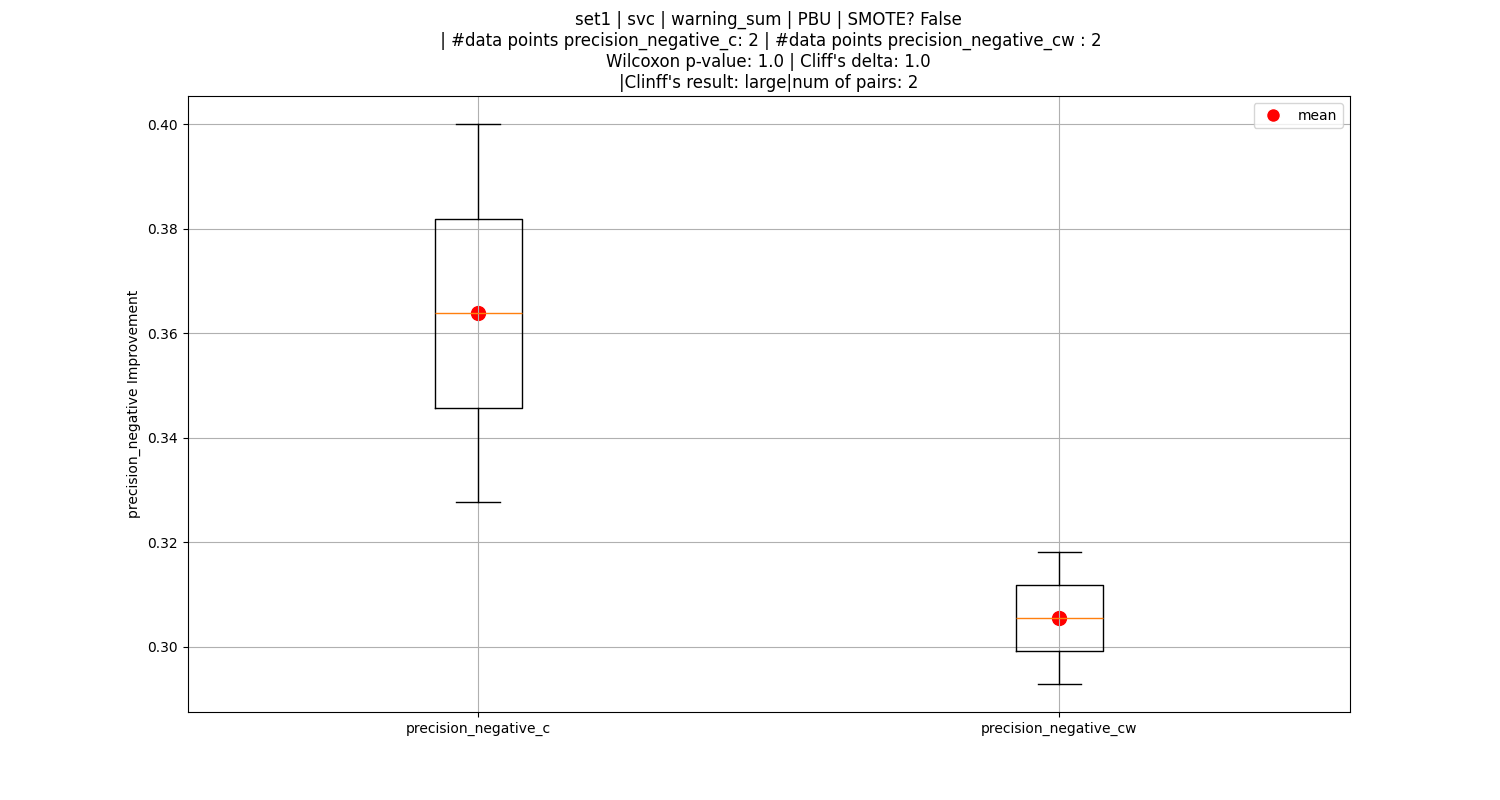 set1 | svc | warning_sum | PBU | SMOTE? False
| #data points precision_negative_c: 2 | #data points precision_negative_cw : 2
Wilcoxon p-value: 1.0 | Cliff's delta: 1.0
|Clinff's result: large|num of pairs: 2
mean
0.40
0.38
0.36
0.34
0.32
0.30
precision_negative Improvement
precision_negative_c
precision_negative_cw